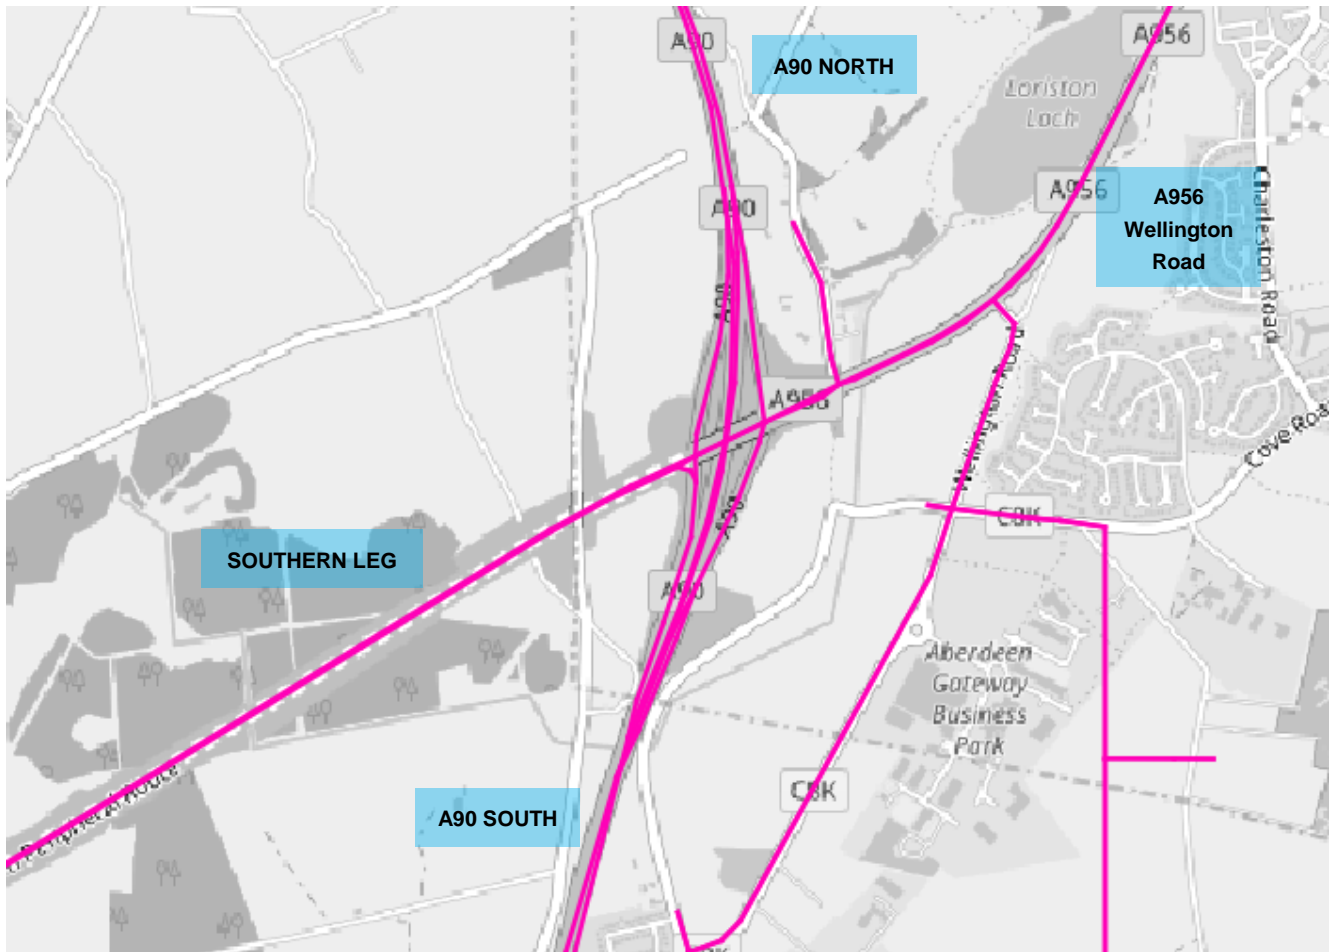 A90
A90 NORTH
A956
Loriston
Loch
A90
A956
A956
Wellington
Road
Charleston Road
A90
A956
Wellington Road
Cove Road
C8K
A90
SOUTHERN LEG
A90
Aberdeen
Gateway
Business
Park
Peripheral Route
C8K
A90 SOUTH